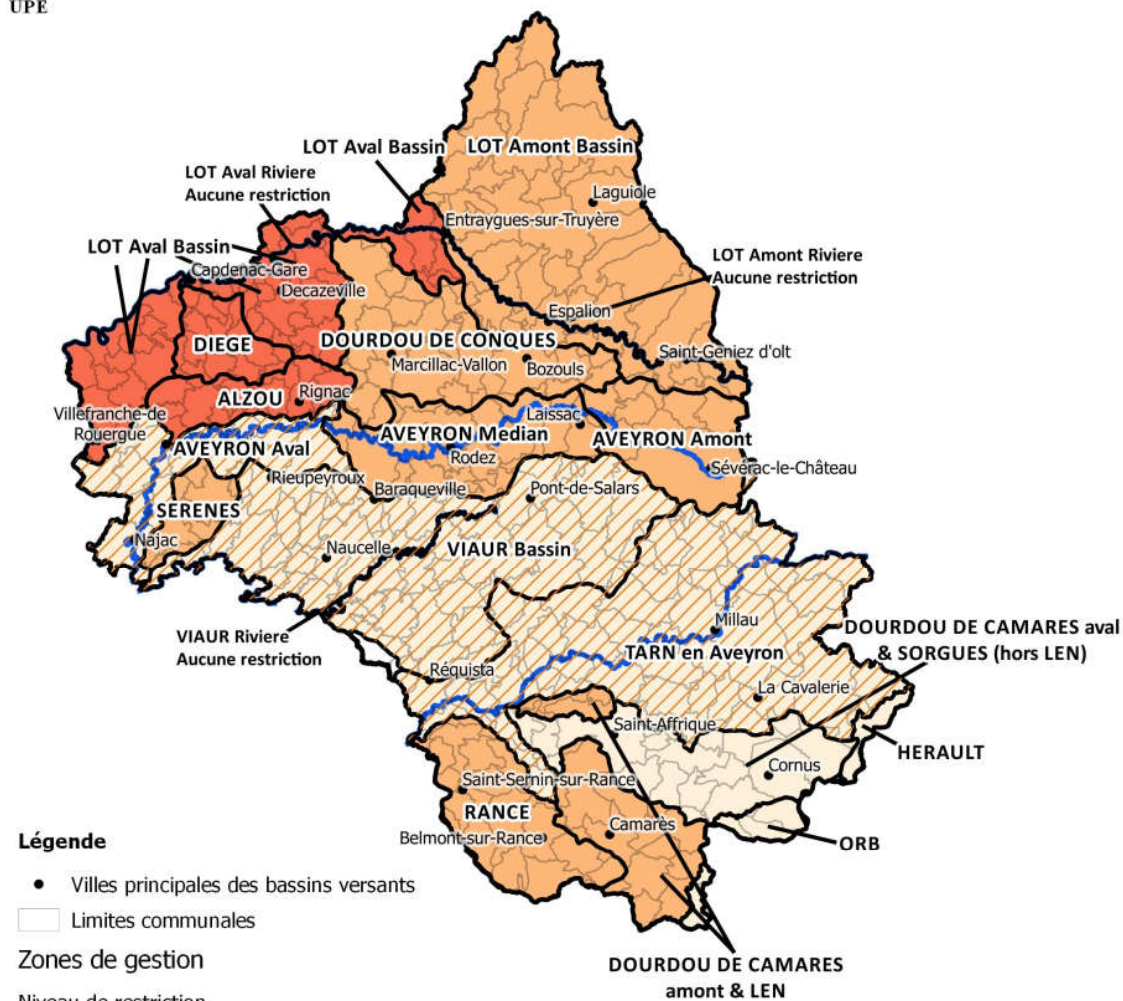 UPE
LOT Aval Bassin
LOT Amont Bassin
LOT Aval Riviere
Aucune restriction
Laguiole
Entraygues-sur-Truyère
LOT Aval Bassin
LOT Amont Riviere
Aucune restriction
Capdenac-Gare
Decazeville
Espalion
DIEGE
DOURDOU DE CONQUES
Saint-Geniez d'olt
Marcillac-Vallon
Bozouls
ALZOU
Rignac
Villefranche-de
Rouergue
Laissac
AVEYRON Median
AVEYRON Amont
AVEYRON Aval
Rodez
Sévérac-le-Château
Rieupeyroux
Baraqueville
Pont-de-Salars
SERENES
Najac
Naucelle
VIAUR Bassin
VIAUR Riviere
Aucune restriction
Millau
DOURDOU DE CAMARES aval
& SORGUES (hors LEN)
TARN en Aveyron
Réquista
La Cavalerie
Saint-Affrique
HERAULT
Cornus
Saint-Sernin-sur-Rance
RANCE
Camarès
Belmont-sur-Rance
ORB
Légende
Villes principales des bassins versants
Limites communales
Zones de gestion
DOURDOU DE CAMARES
amont & LEN
Niveau de restriction